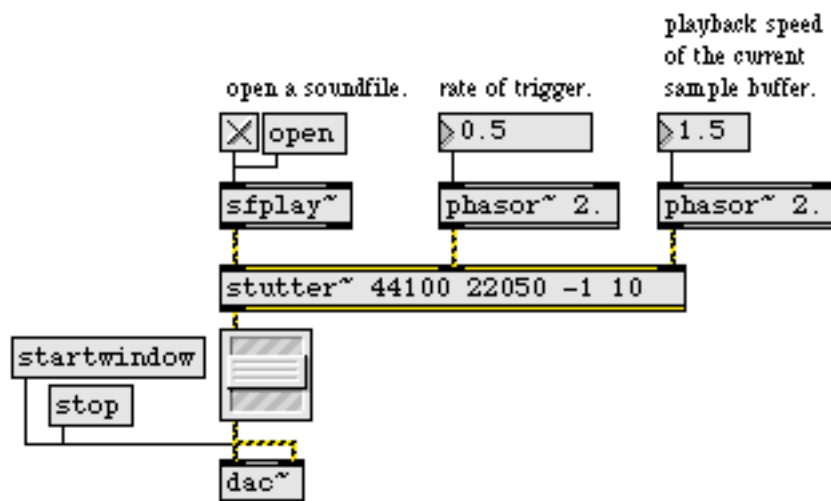 playback speed
of the current
sample buffer.
open a soundfile.
rate of trigger.
open
0.5
1.5
sfplay~
phasor~ 2.
phasor~ 2.
stutter~ 44100 22050 -1 10
startwindow
stop
dac~